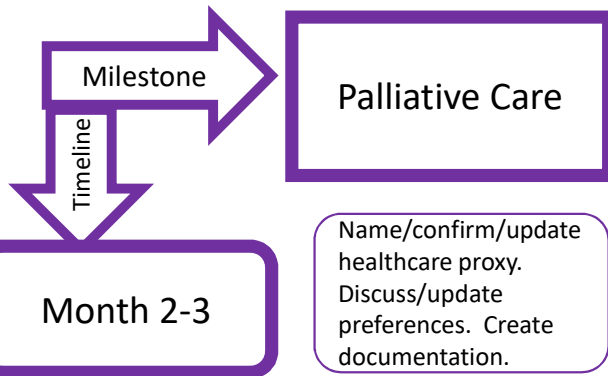 Milestone
Palliative Care
Timeline
Month 2-3
Name/confirm/update
healthcare proxy.
Discuss/update
preferences.  Create
documentation.